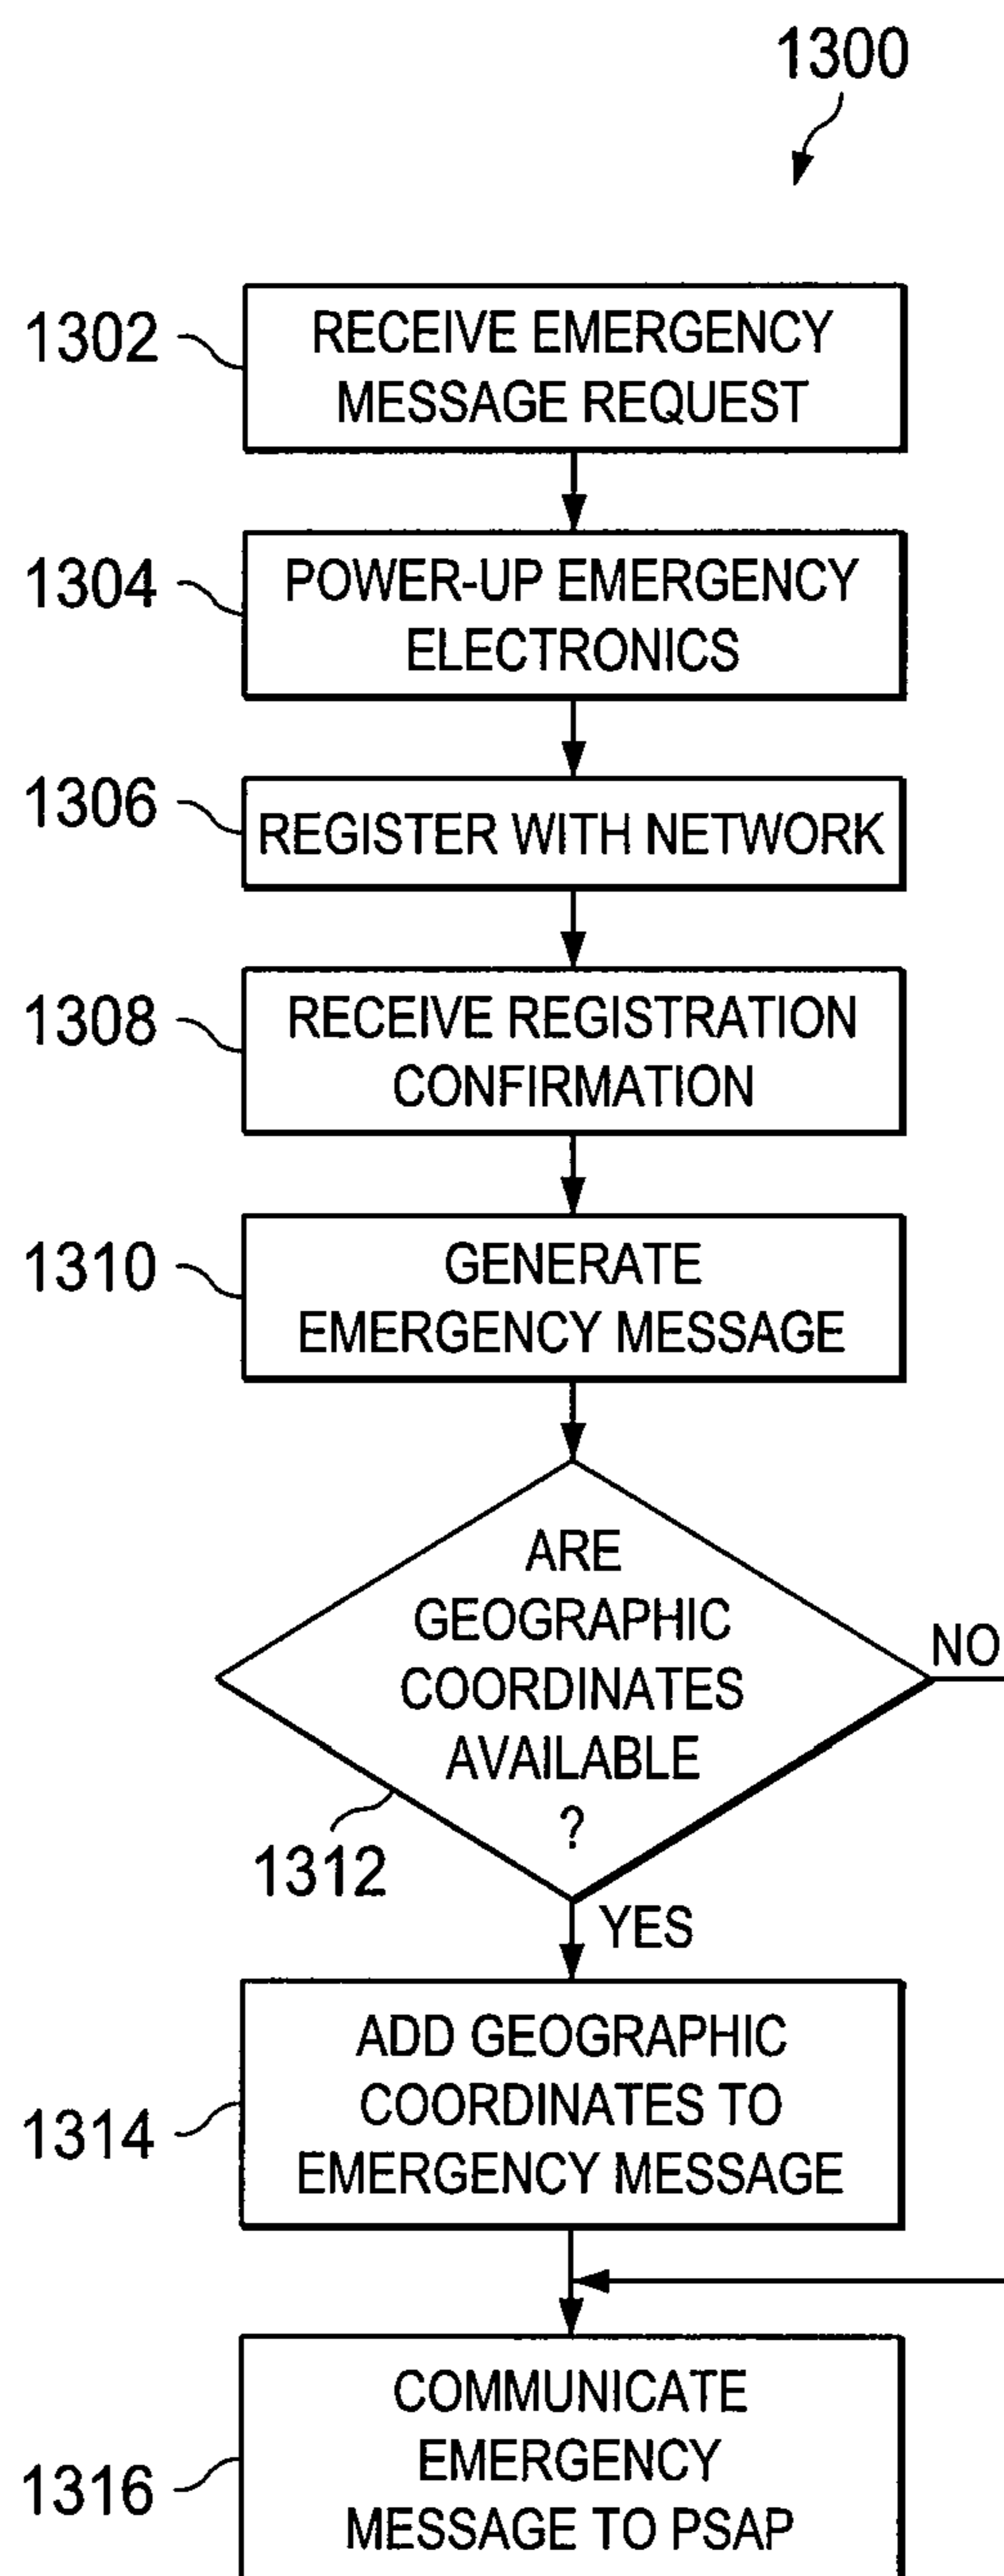 1300
1302
RECEIVE EMERGENCY
MESSAGE REQUEST
1304
POWER-UP EMERGENCY
ELECTRONICS
1306
REGISTER WITH NETWORK
1308
RECEIVE REGISTRATION
CONFIRMATION
1310
GENERATE
EMERGENCY MESSAGE
ARE
GEOGRAPHIC
COORDINATES
AVAILABLE
?
NO
1312
YES
1314
ADD GEOGRAPHIC
COORDINATES TO
EMERGENCY MESSAGE
1316
COMMUNICATE
EMERGENCY
MESSAGE TO PSAP